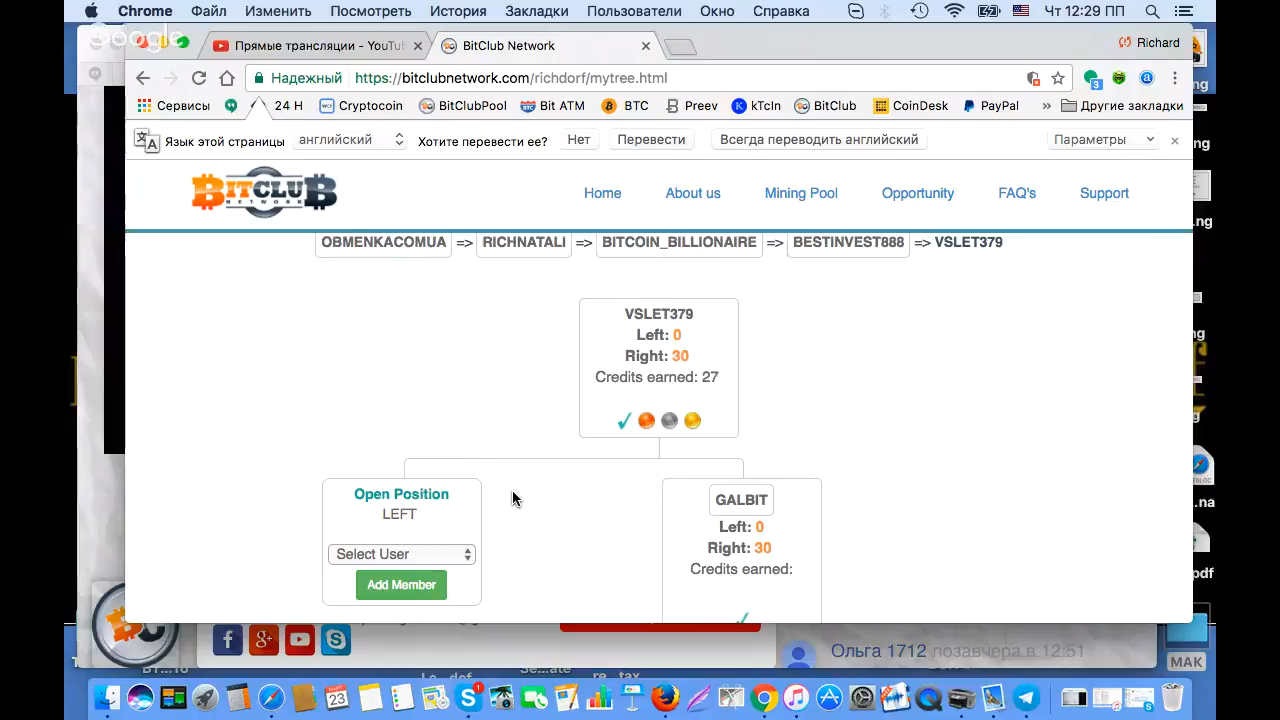 Chrome Файл Изменить Посмотреть История Закладки Пользователи Окно Справка Чт 12:29 ПП
Google
Прямые трансляции - YouTu BitClub Network Richard
Надежный https://bitclubnetwork.com/richdorf/mytree.html
Сервисы 24 H Cryptocoin BitClubPo Bit ATM BTC Preev kTcIn BitClub CoinDesk PayPal » Другие закладки
Язык этой страницы английский Хотите перевести ее? Нет Перевести Всегда переводить английский Параметры
BITCLUB
NETWORK
Home About us Mining Pool Opportunity FAQ's Support
OBMENKACOMUA => RICHNATALI => BITCOIN_BILLIONAIRE => BESTINVEST888 => VSLET379
VSLET379
Left: 0
Right: 30
Credits earned: 27
Open Position
LEFT
Select User
Add Member
GALBIT
Left: 0
Right: 30
Credits earned:
Ольга 1712 позавчера в 12:51
MAK